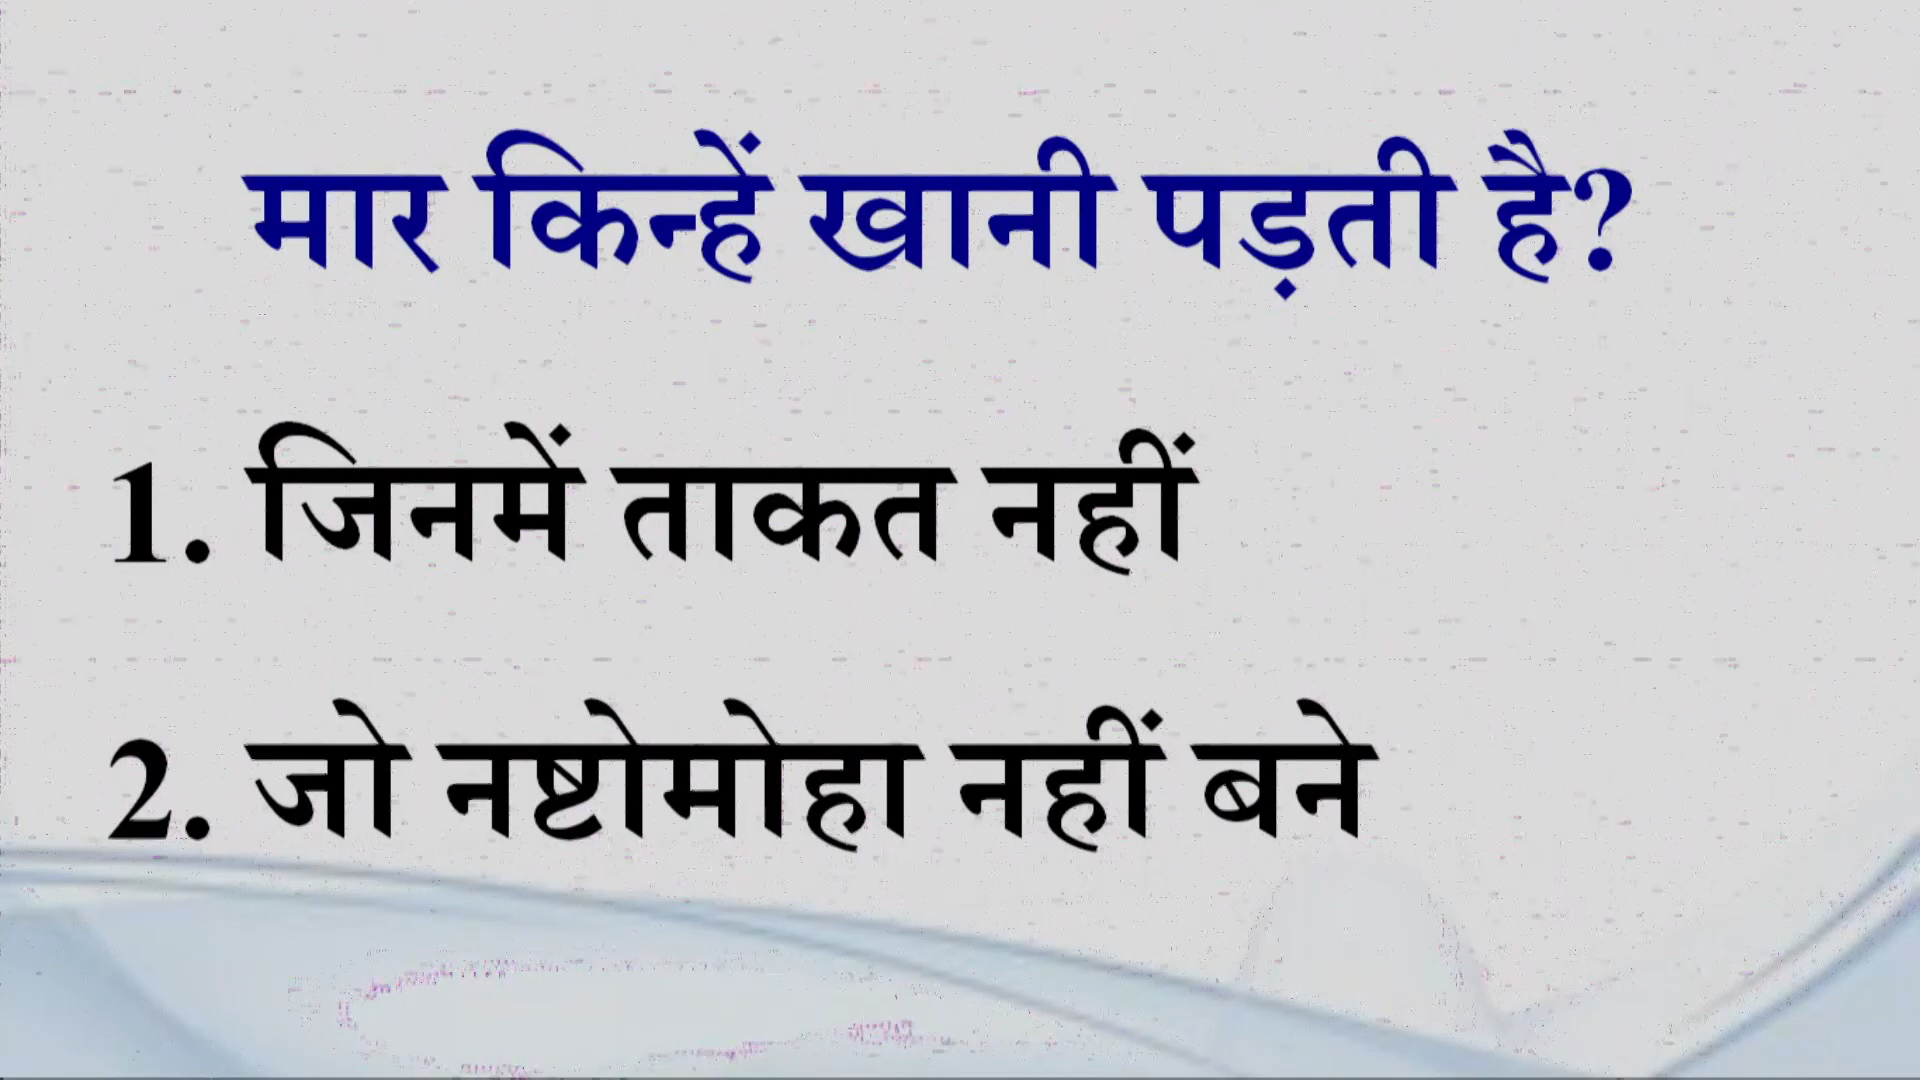 मार किन्हें खानी पड़ती है?
1. जिनमें ताकत नहीं
2. जो नष्टोमोहा नहीं बने